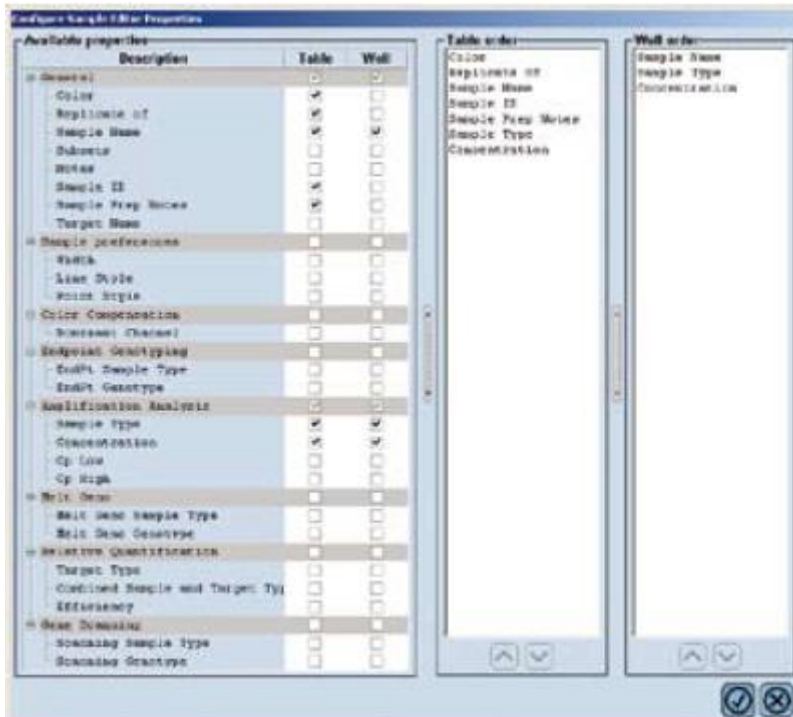 Configure Sample Editor Properties
Available properties
Description Table Well
General
Color
Replicate of
Sample Name
Subsets
Notes
Sample ID
Sample Prep Notes
Target Name
Sample preferences
Width
Line Style
Point Style
Color Compensation
Dominant Channel
Endpoint Genotyping
EndPt Sample Type
EndPt Genotype
Amplification Analysis
Sample Type
Concentration
Cp Low
Cp High
Melt Geno
Melt Geno Sample Type
Melt Geno Genotype
Relative Quantification
Target Type
Combined Sample and Target Typ
Efficiency
Gene Scanning
Scanning Sample Type
Scanning Genotype
Table order
Color
Replicate of
Sample Name
Sample ID
Sample Prep Notes
Sample Type
Concentration
Well order
Sample Name
Sample Type
Concentration